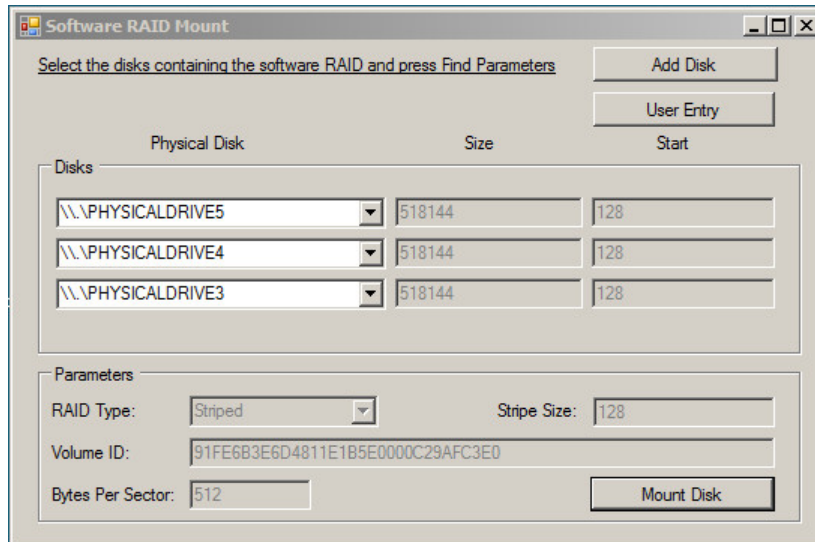 Software RAID Mount
Select the disks containing the software RAID and press Find Parameters
Add Disk
User Entry
Physical Disk Size Start
Disks
\\.\PHYSICALDRIVE5 518144 128
\\.\PHYSICALDRIVE4 518144 128
\\.\PHYSICALDRIVE3 518144 128
Parameters
RAID Type: Striped Stripe Size: 128
Volume ID: 91FE6B3E6D4811E1B5E0000C29AFC3E0
Bytes Per Sector: 512 Mount Disk